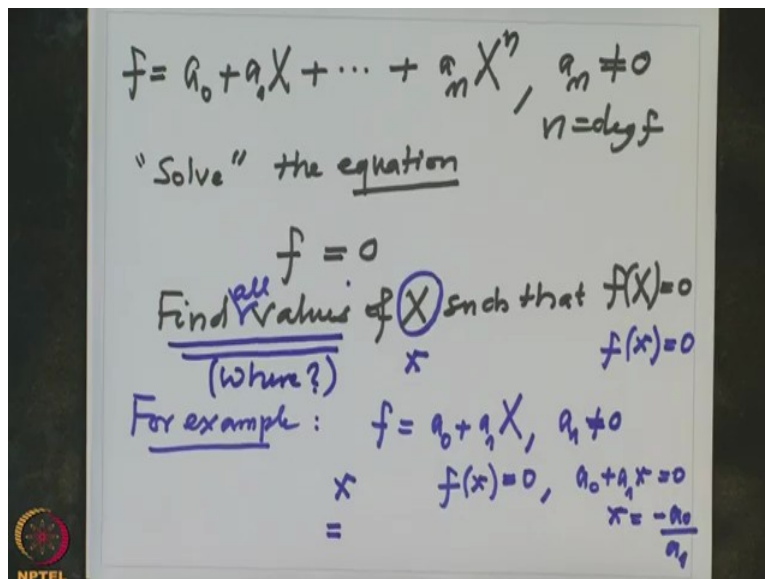 f = a₀ + a₁X + ⋯ + aₙXⁿ, aₙ ≠ 0
n = deg f
"Solve" the equation
f = 0
Find all values of X such that f(X) = 0
(Where?) x f(x) = 0
For example : f = a₀ + a₁X, a₁ ≠ 0
x f(x) = 0, a₀ + a₁x = 0
= x = -a₀/a₁
NPTEL